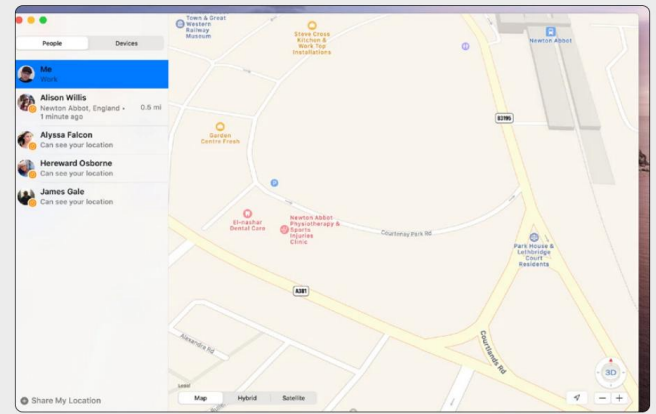 People
Devices
Me
Work
Alison Willis
Newton Abbot, England •
1 minute ago
0.5 mi
Alyssa Falcon
Can see your location
Hereward Osborne
Can see your location
James Gale
Can see your location
Share My Location
Town & Great
Western
Railway
Museum
Steve Cross
Kitchen &
Work Top
Installations
Newton Abbot
B3195
Garden
Centre Fresh
El-nashar
Dental Care
Newton Abbot
Physiotherapy &
Sports
Injuries
Clinic
Courtenay Park Rd
Park House &
Lethbridge
Court
Residents
A381
Alexandra Rd
Courtlands Rd
3D
Legal
Map
Hybrid
Satellite